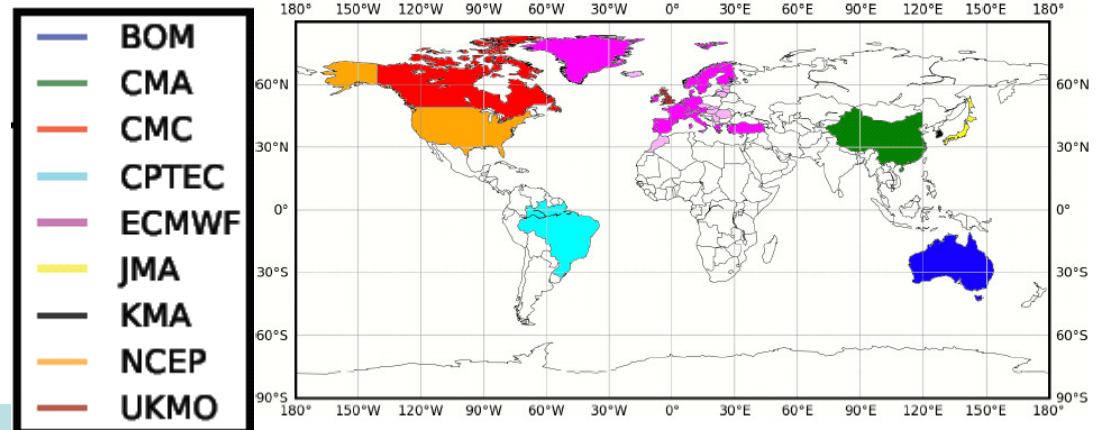 BOM
CMA
CMC
CPTEC
ECMWF
JMA
KMA
NCEP
UKMO
180° 150°W 120°W 90°W 60°W 30°W 0° 30°E 60°E 90°E 120°E 150°E 180°
60°N 60°N
30°N 30°N
0° 0°
30°S 30°S
60°S 60°S
90°S 90°S
180° 150°W 120°W 90°W 60°W 30°W 0° 30°E 60°E 90°E 120°E 150°E 180°